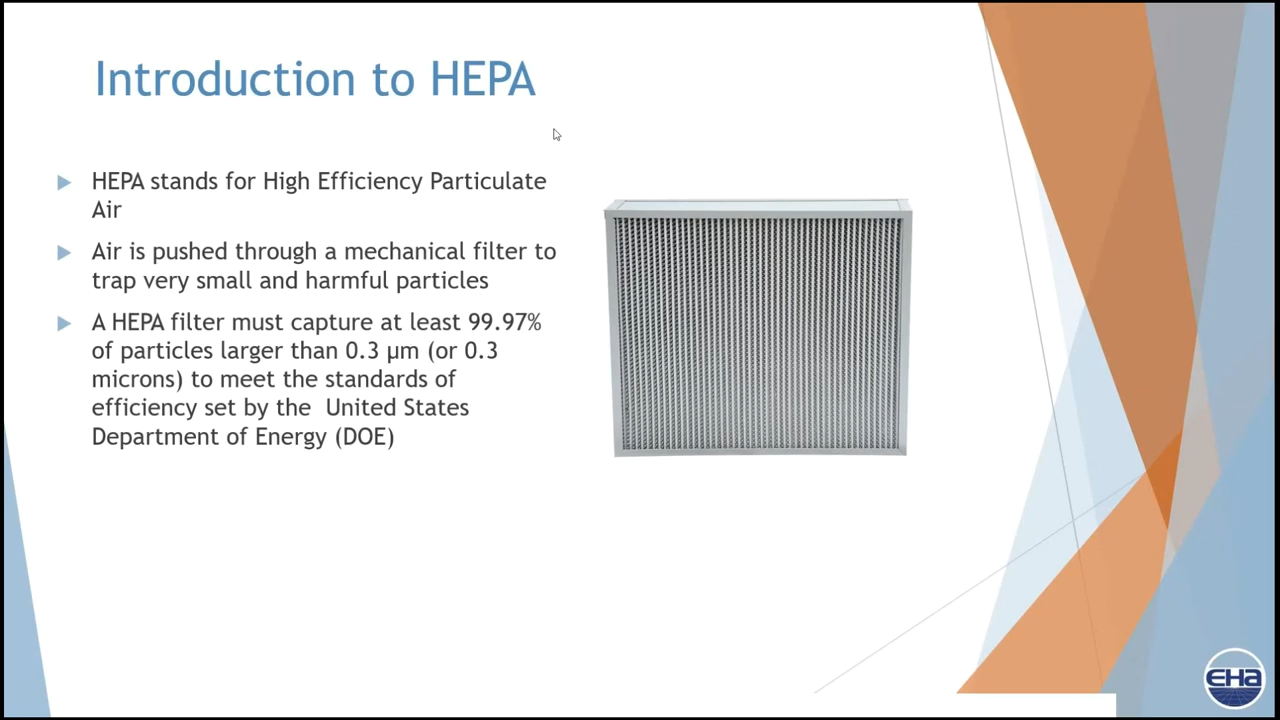 Introduction to HEPA
HEPA stands for High Efficiency Particulate
Air
Air is pushed through a mechanical filter to
trap very small and harmful particles
A HEPA filter must capture at least 99.97%
of particles larger than 0.3 µm (or 0.3
microns) to meet the standards of
efficiency set by the  United States
Department of Energy (DOE)
EHa